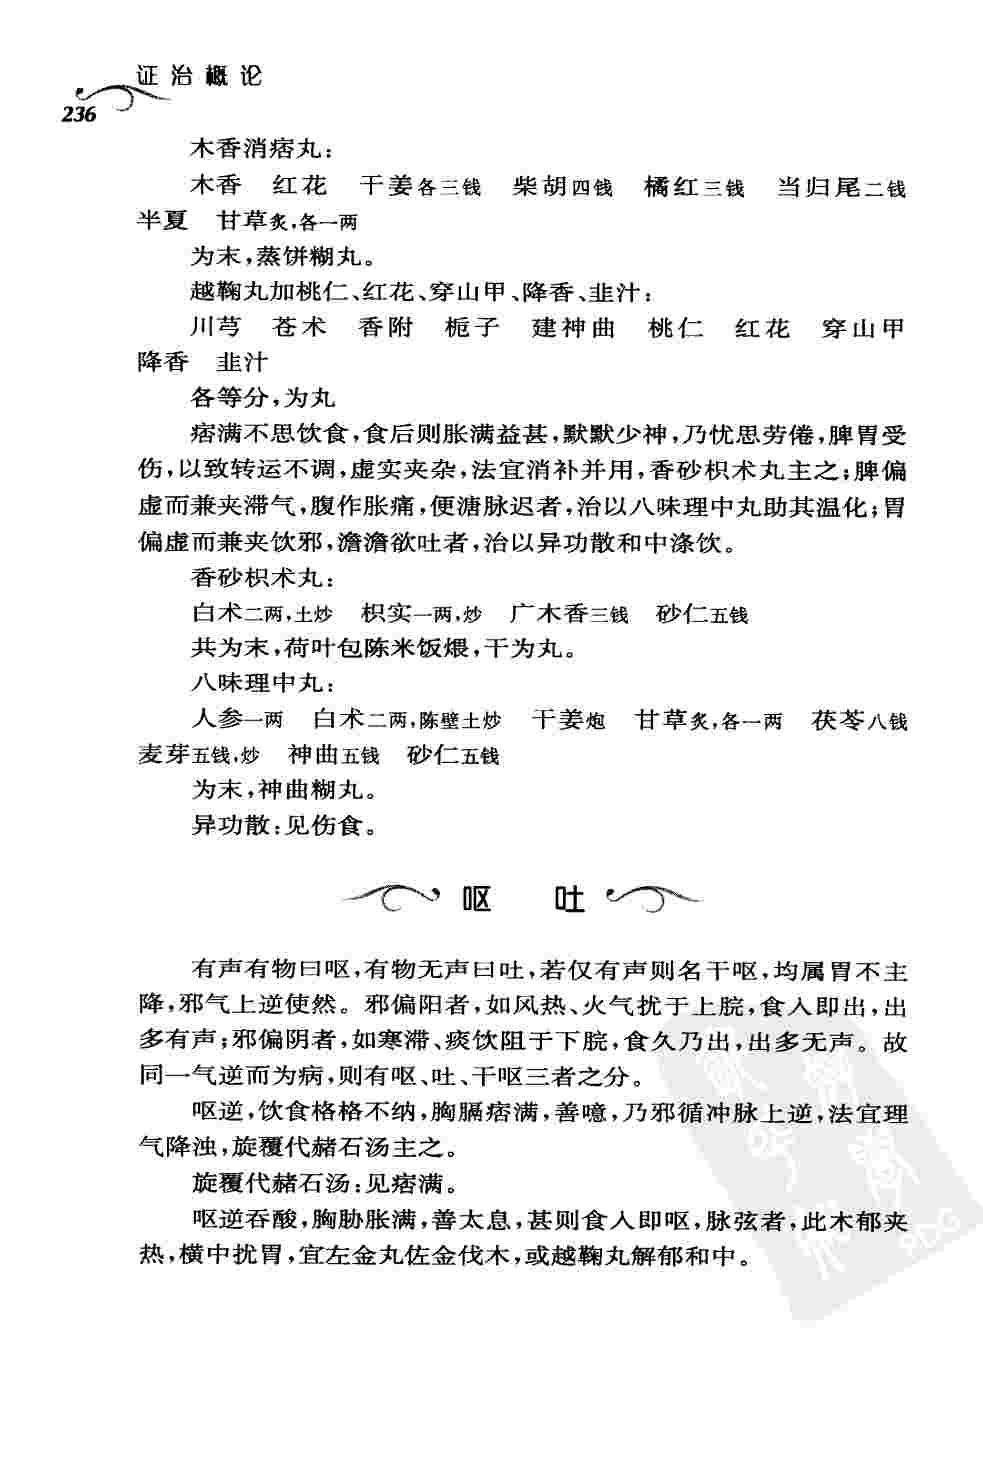 证治概论
236
木香消痞丸：
木香 红花 干姜各三钱 柴胡四钱 橘红三钱 当归尾二钱
半夏 甘草炙，各一两
为末，蒸饼糊丸。
越鞠丸加桃仁、红花、穿山甲、降香、韭汁：
川芎 苍术 香附 栀子 建神曲 桃仁 红花 穿山甲
降香 韭汁
各等分，为丸
痞满不思饮食，食后则胀满益甚，默默少神，乃忧思劳倦，脾胃受
伤，以致转运不调，虚实夹杂，法宜消补并用，香砂枳术丸主之；脾偏
虚而兼夹滞气，腹作胀痛，便溏脉迟者，治以八味理中丸助其温化；胃
偏虚而兼夹饮邪，澹澹欲吐者，治以异功散和中涤饮。
香砂枳术丸：
白术二两，土炒 枳实一两，炒 广木香三钱 砂仁五钱
共为末，荷叶包陈米饭煨，干为丸。
八味理中丸：
人参一两 白术二两，陈壁土炒 干姜炮 甘草炙，各一两 茯苓八钱
麦芽五钱，炒 神曲五钱 砂仁五钱
为末，神曲糊丸。
异功散：见伤食。
呕 吐
有声有物曰呕，有物无声曰吐，若仅有声则名干呕，均属胃不主
降，邪气上逆使然。邪偏阳者，如风热、火气扰于上脘，食入即出，出
多有声；邪偏阴者，如寒滞、痰饮阻于下脘，食久乃出，出多无声。故
同一气逆而为病，则有呕、吐、干呕三者之分。
呕逆，饮食格格不纳，胸膈痞满，善噫，乃邪循冲脉上逆，法宜理
气降浊，旋覆代赭石汤主之。
旋覆代赭石汤：见痞满。
呕逆吞酸，胸胁胀满，善太息，甚则食入即呕，脉弦者，此木郁夹
热，横中扰胃，宜左金丸佐金伐木，或越鞠丸解郁和中。
PDG